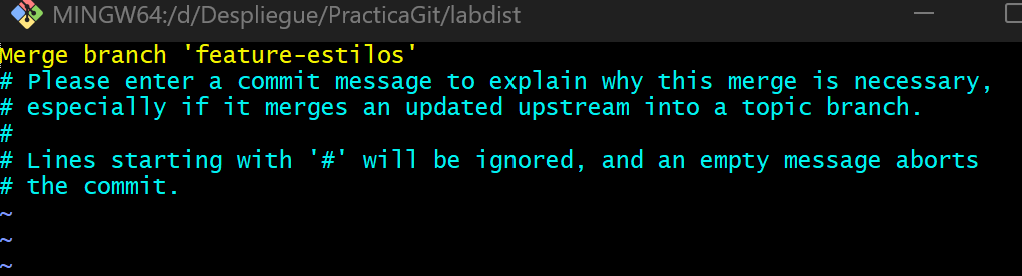 MINGW64:/d/Despliegue/PracticaGit/labdist
Merge branch 'feature-estilos'
# Please enter a commit message to explain why this merge is necessary,
# especially if it merges an updated upstream into a topic branch.
#
# Lines starting with '#' will be ignored, and an empty message aborts
# the commit.
~
~
~